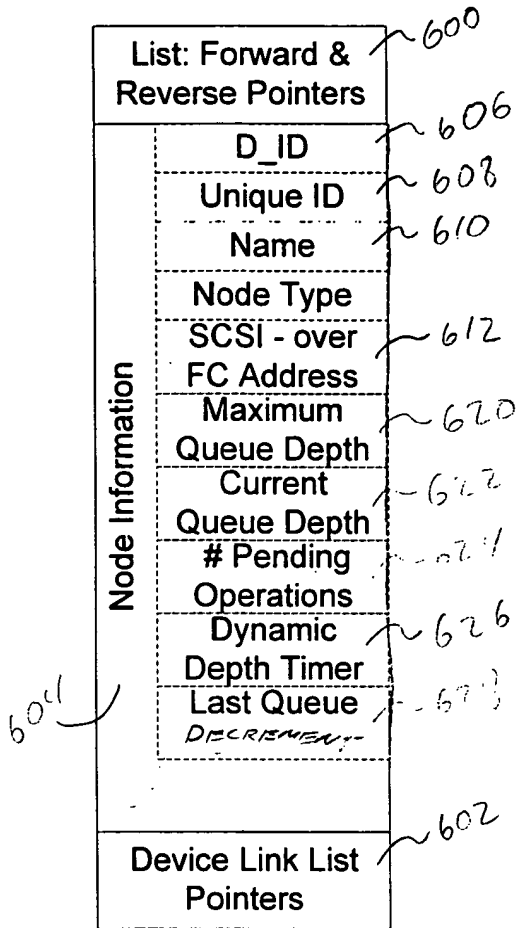 List: Forward &
Reverse Pointers
600
D_ID
606
Unique ID
608
Name
610
Node Type
SCSI - over
FC Address
612
Maximum
Queue Depth
620
Current
Queue Depth
622
# Pending
Operations
Dynamic
Depth Timer
626
Last Queue
DECREMENT
Node Information
604
Device Link List
Pointers
602